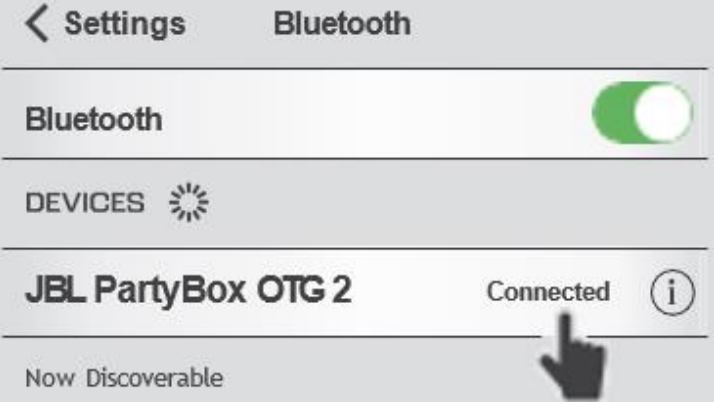 Settings Bluetooth
Bluetooth
DEVICES
JBL PartyBox OTG 2 Connected i
Now Discoverable